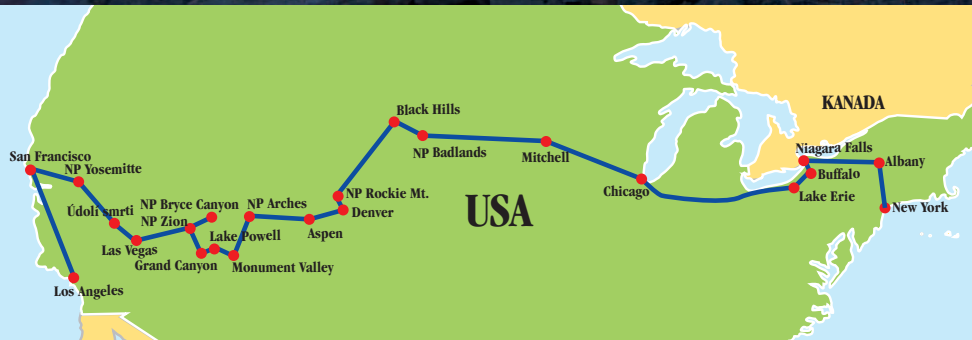 KANADA
Black Hills
NP Badlands
Mitchell
Niagara Falls
Albany
Buffalo
San Francisco
NP Yosemitte
Chicago
Lake Erie
New York
NP Rockie Mt.
Denver
USA
Údoli smrti
NP Bryce Canyon
NP Arches
NP Zion
Aspen
Lake Powell
Las Vegas
Grand Canyon
Monument Valley
Los Angeles